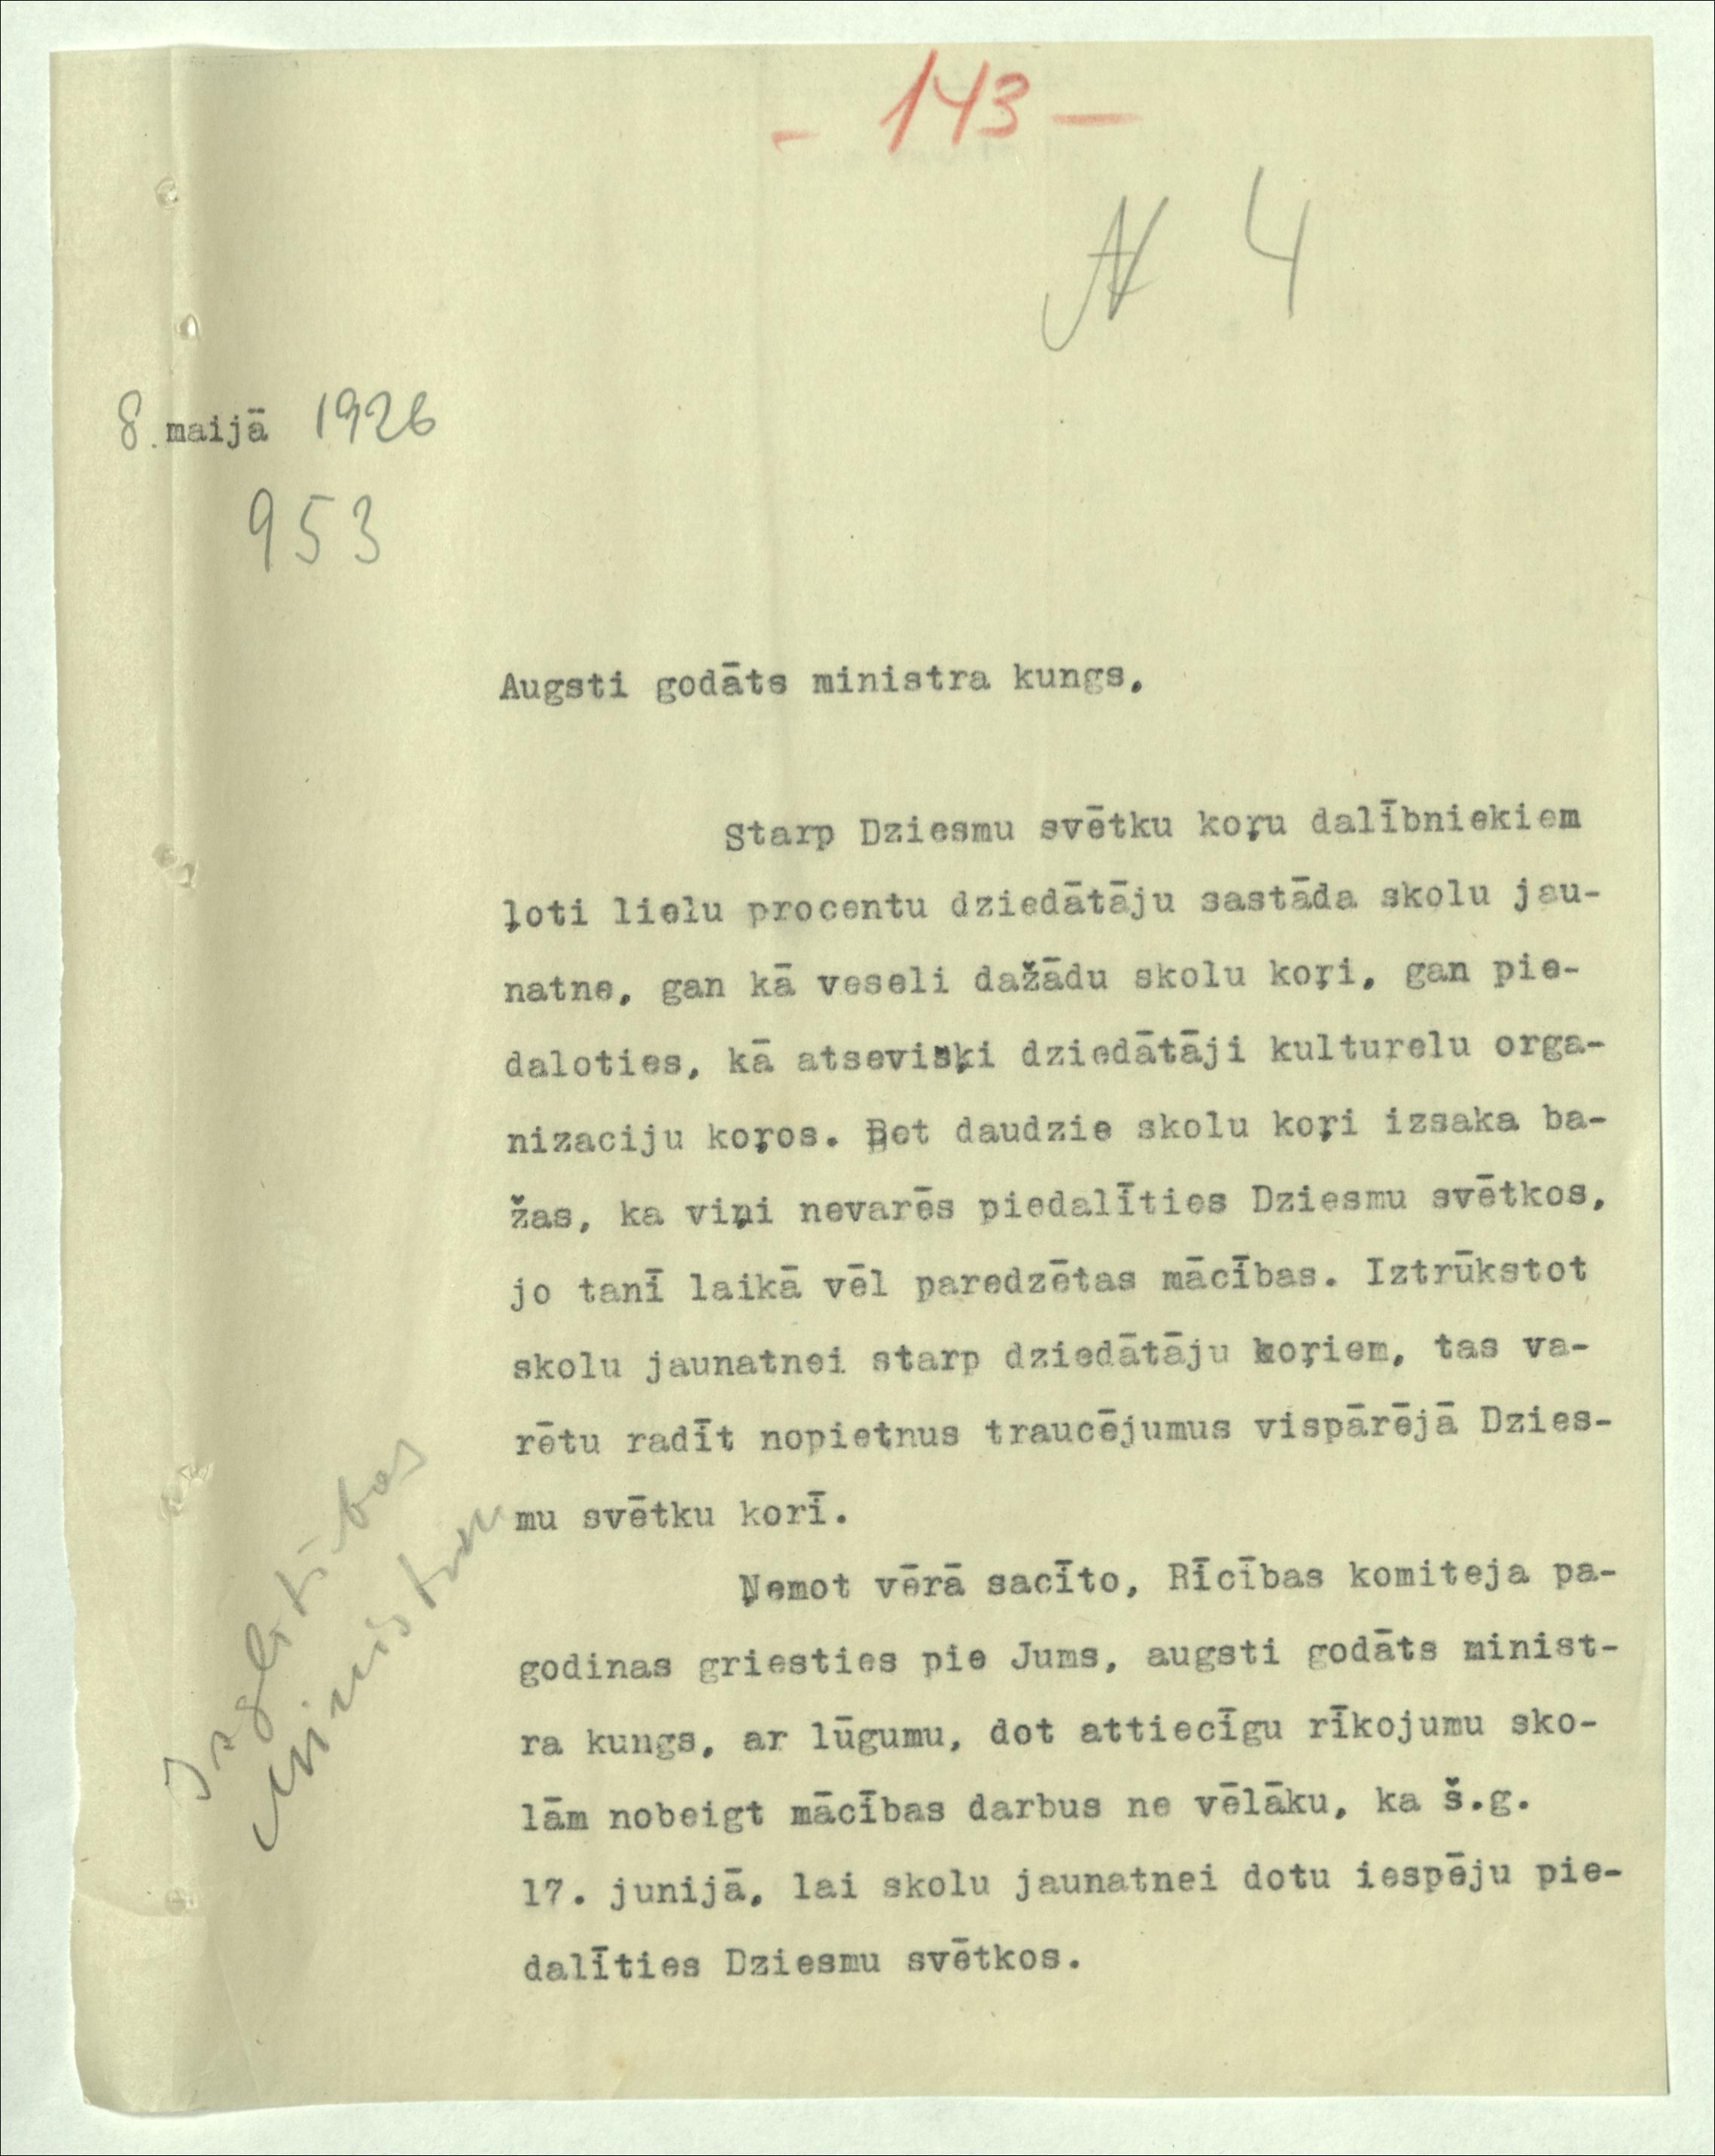 - 143 -
N 4
8. maijā 1926
953
Augsti godāts ministra kungs,
Starp Dziesmu svētku koŗu dalībniekiem
ļoti lielu procentu dziedātāju sastāda skolu jau-
natne, gan kā veseli dažādu skolu koŗi, gan pie-
daloties, kā atseviski dziedātāji kulturelu orga-
nizaciju koŗos. Bet daudzie skolu koŗi izsaka ba-
žas, ka viņi nevarēs piedalīties Dziesmu svētkos,
jo tanī laikā vēl paredzētas mācības. Iztrūkstot
skolu jaunatnei starp dziedātāju koŗiem, tas va-
rētu radīt nopietnus traucējumus vispārējā Dzies-
mu svētku korī.
Ņemot vērā sacīto, Rīcības komiteja pa-
godinas griesties pie Jums, augsti godāts minist-
ra kungs, ar lūgumu, dot attiecīgu rīkojumu sko-
lām nobeigt mācības darbus ne vēlāku, ka š.g.
17. junijā, lai skolu jaunatnei dotu iespēju pie-
dalīties Dziesmu svētkos.
Izglītības
ministram